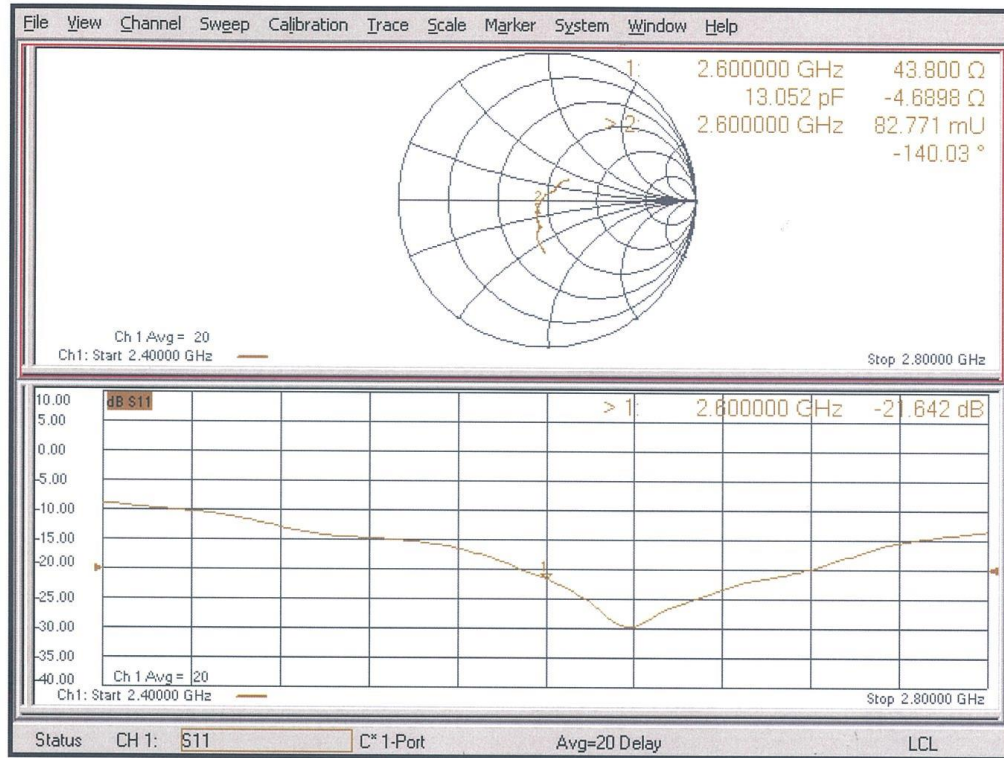 File View Channel Sweep Calibration Trace Scale Marker System Window Help
1: 2.600000 GHz 43.800 Ω
13.052 pF -4.6898 Ω
> 2: 2.600000 GHz 82.771 mU
-140.03 °
2
Ch 1 Avg = 20
Ch1: Start 2.40000 GHz
Stop 2.80000 GHz
10.00
dB S11
> 1: 2.600000 GHz -21.642 dB
5.00
0.00
-5.00
-10.00
-15.00
-20.00
1
-25.00
-30.00
-35.00
-40.00
Ch 1 Avg = 20
Ch1: Start 2.40000 GHz
Stop 2.80000 GHz
Status CH 1: S11 C* 1-Port Avg=20 Delay LCL